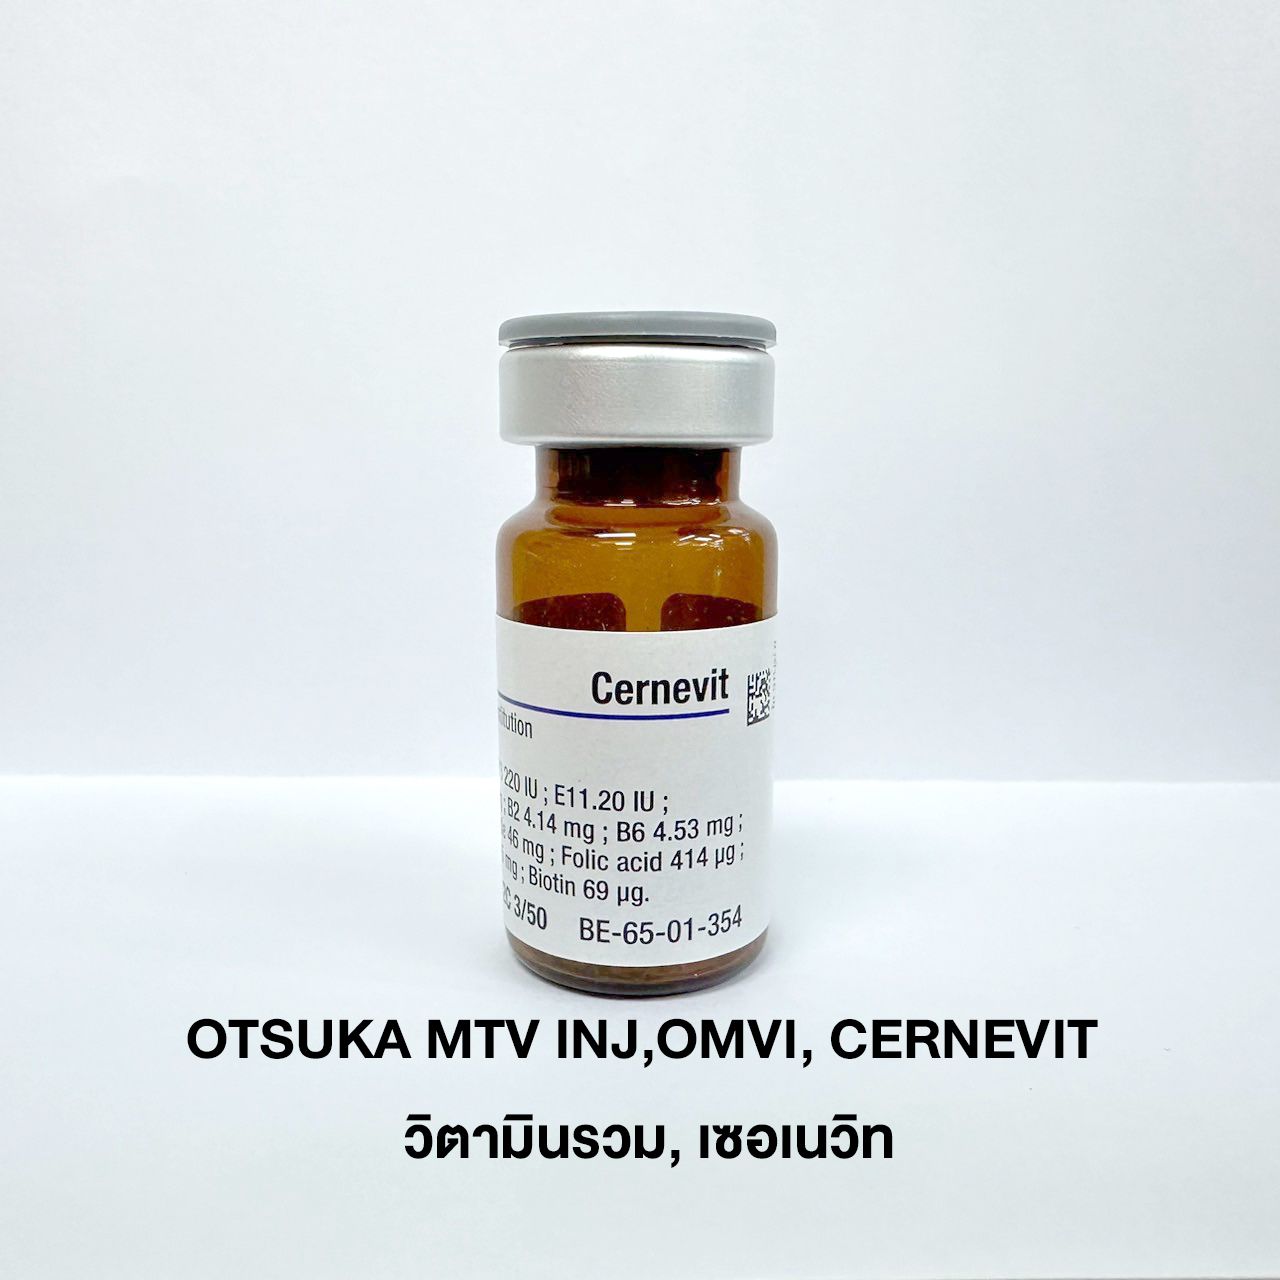 Cernevit
220 IU ; E11.20 IU ;
B2 4.14 mg ; B6 4.53 mg ;
46 mg ; Folic acid 414 µg ;
mg ; Biotin 69 µg.
3/50 BE-65-01-354
OTSUKA MTV INJ,OMVI, CERNEVIT
วิตามินรวม, เซอเนวิท